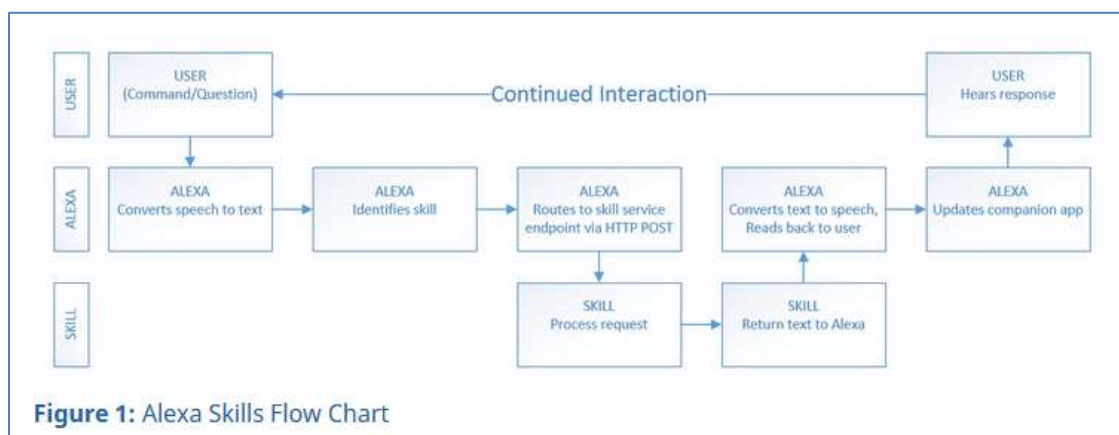 USER
USER
(Command/Question)
Continued Interaction
USER
Hears response
ALEXA
ALEXA
Converts speech to text
ALEXA
Identifies skill
ALEXA
Routes to skill service
endpoint via HTTP POST
ALEXA
Converts text to speech,
Reads back to user
ALEXA
Updates companion app
SKILL
SKILL
Process request
SKILL
Return text to Alexa
Figure 1: Alexa Skills Flow Chart